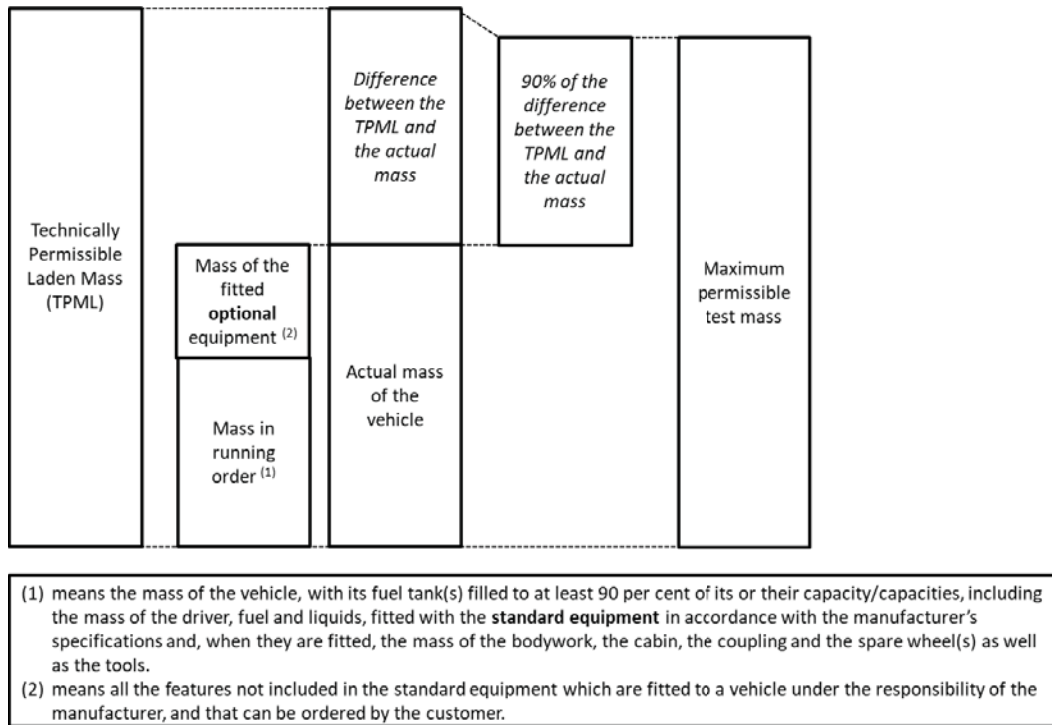 Technically
Permissible
Laden Mass
(TPML)
Mass of the
fitted
optional
equipment (2)
Mass in
running
order (1)
Difference
between the
TPML and
the actual
mass
Actual mass
of the
vehicle
90% of the
difference
between the
TPML and
the actual
mass
Maximum
permissible
test mass
(1) means the mass of the vehicle, with its fuel tank(s) filled to at least 90 per cent of its or their capacity/capacities, including
the mass of the driver, fuel and liquids, fitted with the standard equipment in accordance with the manufacturer's
specifications and, when they are fitted, the mass of the bodywork, the cabin, the coupling and the spare wheel(s) as well
as the tools.
(2) means all the features not included in the standard equipment which are fitted to a vehicle under the responsibility of the
manufacturer, and that can be ordered by the customer.